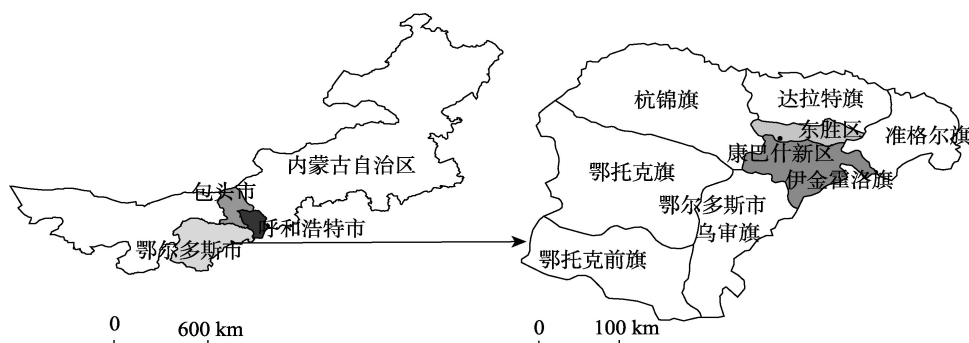 内蒙古自治区
包头市
呼和浩特市
鄂尔多斯市
0 600 km
杭锦旗
达拉特旗
东胜区
准格尔旗
康巴什新区
鄂托克旗
伊金霍洛旗
鄂尔多斯市
乌审旗
鄂托克前旗
0 100 km